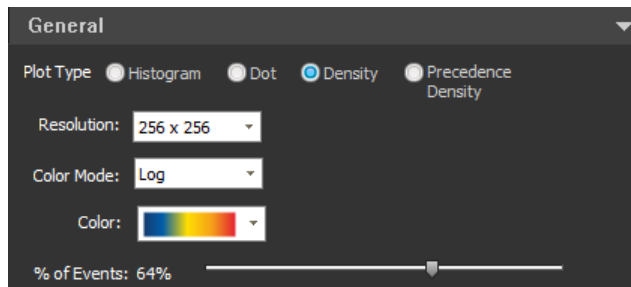 General
Plot Type Histogram Dot Density Precedence Density
Resolution: 256 x 256
Color Mode: Log
Color:
% of Events: 64%